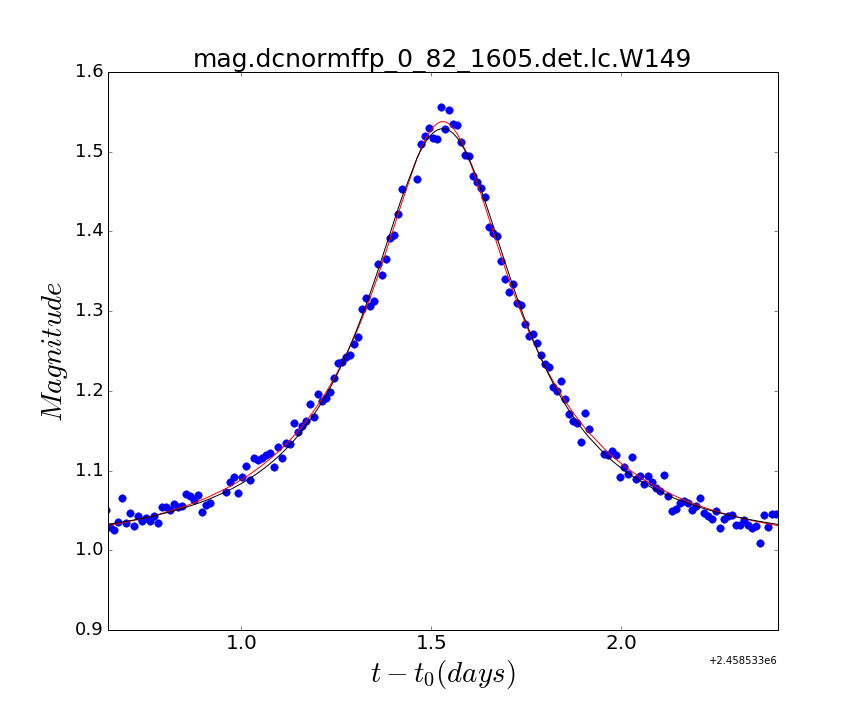 mag.dcnormffp_0_82_1605.det.lc.W149
1.6
1.5
1.4
1.3
1.2
1.1
1.0
0.9
Magnitude
1.0 1.5 2.0
+2.458533e6
t − t₀(days)